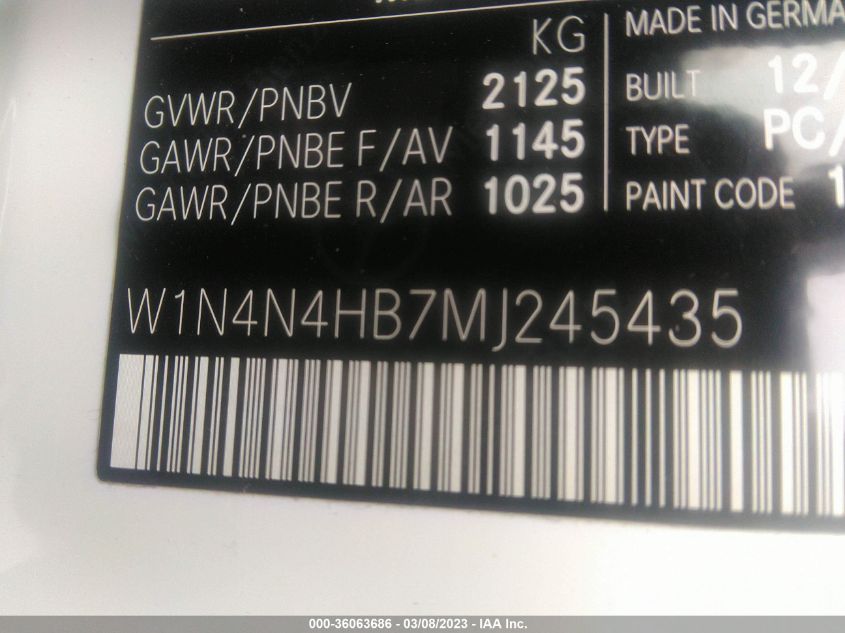 KG
GVWR/PNBV 2125
GAWR/PNBE F/AV 1145
GAWR/PNBE R/AR 1025
MADE IN GERMA
BUILT 12/
TYPE PC/
PAINT CODE 1
W1N4N4HB7MJ245435
000-36063686 - 03/08/2023 - IAA Inc.